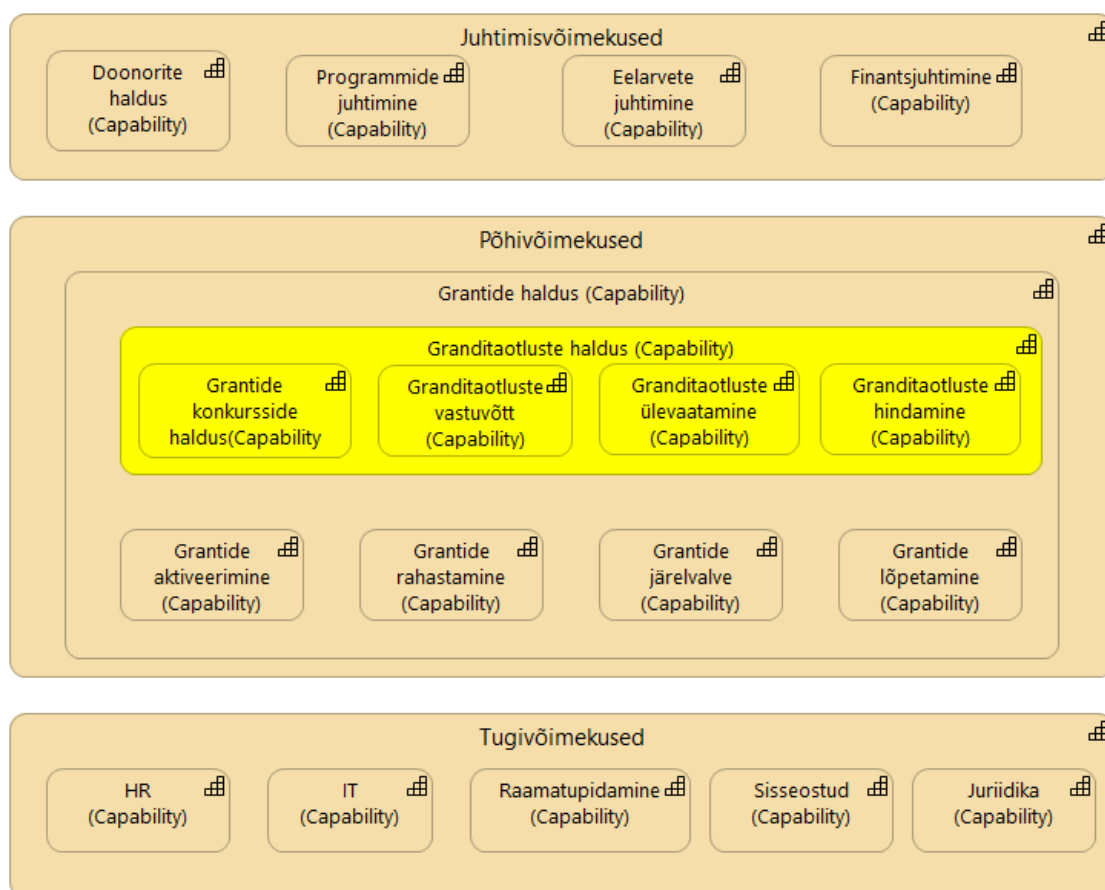 Juhtimisvõimekused
Doonorite
haldus
(Capability)
Programmide
juhtimine
(Capability)
Eelarvete
juhtimine
(Capability)
Finantsjuhtimine
(Capability)
Põhivõimekused
Grantide haldus (Capability)
Granditaotluste haldus (Capability)
Grantide
konkursside
haldus(Capability
Granditaotluste
vastuvõtt
(Capability)
Granditaotluste
ülevaatamine
(Capability)
Granditaotluste
hindamine
(Capability)
Grantide
aktiveerimine
(Capability)
Grantide
rahastamine
(Capability)
Grantide
järelvalve
(Capability)
Grantide
lõpetamine
(Capability)
Tugivõimekused
HR
(Capability)
IT
(Capability)
Raamatupidamine
(Capability)
Sisseostud
(Capability)
Juriidika
(Capability)